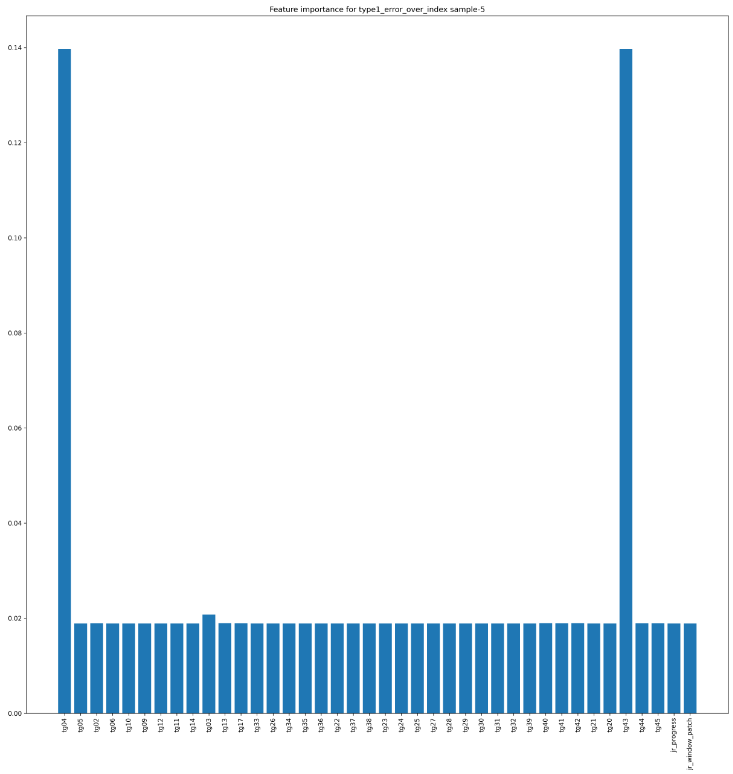 Feature importance for type1_error_over_index sample-5
0.14
0.12
0.10
0.08
0.06
0.04
0.02
0.00
tg04
tg05
tg02
tg06
tg10
tg09
tg12
tg11
tg14
tg03
tg13
tg17
tg33
tg26
tg34
tg35
tg36
tg22
tg37
tg38
tg23
tg24
tg25
tg27
tg28
tg29
tg30
tg31
tg32
tg39
tg40
tg41
tg42
tg21
tg20
tg43
tg44
tg45
jr_progress
jr_window_patch